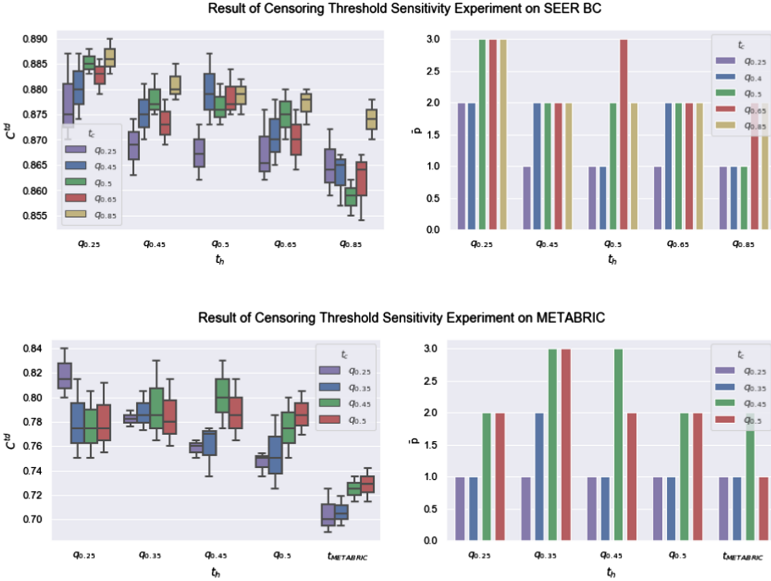 Result of Censoring Threshold Sensitivity Experiment on SEER BC
0.890
0.885
0.880
0.875
0.870
0.865
0.860
0.855
C^td
t_c
q_0.25
q_0.45
q_0.5
q_0.65
q_0.85
q_0.25 q_0.45 q_0.5 q_0.65 q_0.85
t_h
3.0
2.5
2.0
1.5
1.0
0.5
0.0
p̄
t_c
q_0.25
q_0.4
q_0.5
q_0.65
q_0.85
q_0.25 q_0.45 q_0.5 q_0.65 q_0.85
t_h
Result of Censoring Threshold Sensitivity Experiment on METABRIC
0.84
0.82
0.80
0.78
0.76
0.74
0.72
0.70
C^td
t_c
q_0.25
q_0.35
q_0.45
q_0.5
q_0.25 q_0.35 q_0.45 q_0.5 t_METABRIC
t_h
3.0
2.5
2.0
1.5
1.0
0.5
0.0
p̄
t_c
q_0.25
q_0.35
q_0.45
q_0.5
q_0.25 q_0.35 q_0.45 q_0.5 t_METABRIC
t_h